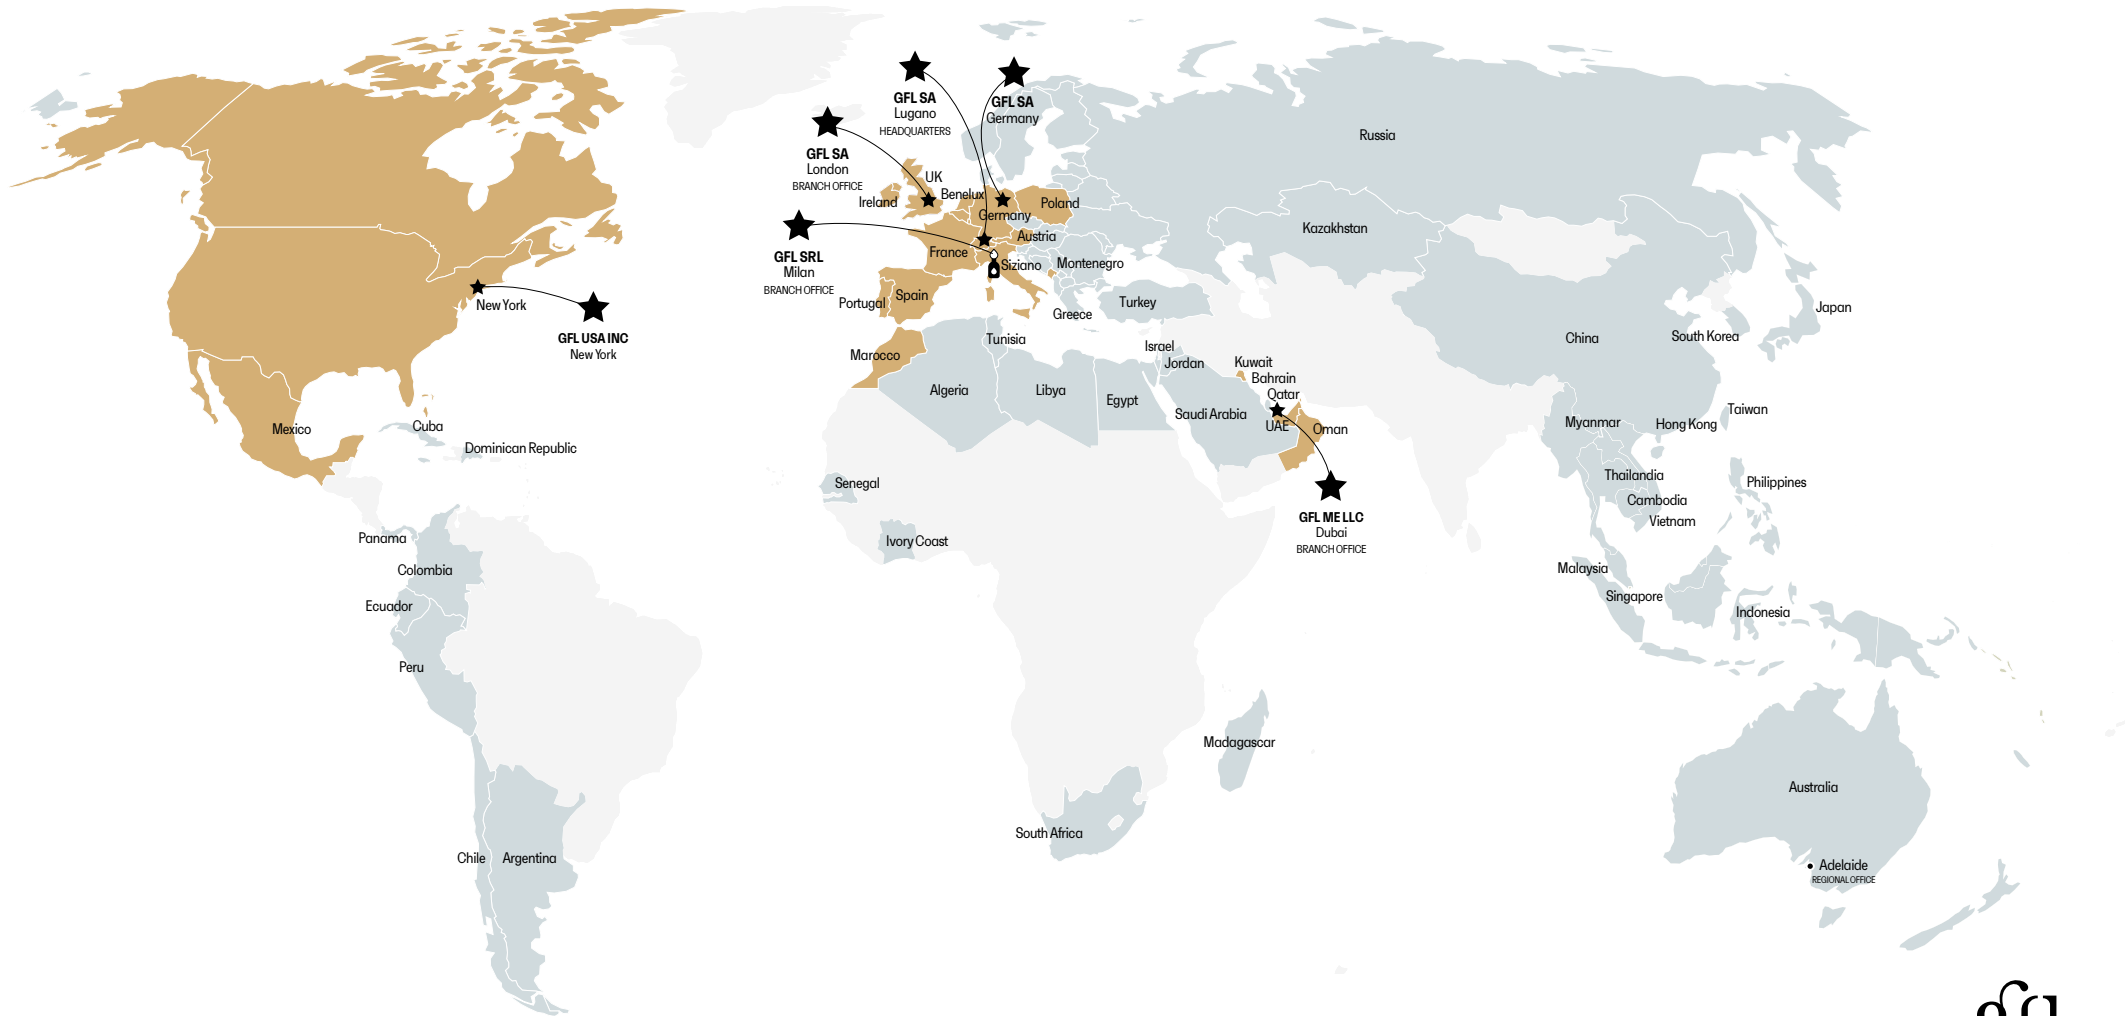 GFL SA
Lugano
HEADQUARTERS
GFL SA
Germany
GFL SA
London
BRANCH OFFICE
GFL SRL
Milan
BRANCH OFFICE
GFL USA INC
New York
New York
GFL ME LLC
Dubai
BRANCH OFFICE
UK
Ireland
Benelux
Germany
Poland
Austria
France
Siziano
Montenegro
Portugal
Spain
Greece
Turkey
Russia
Kazakhstan
China
Japan
South Korea
Taiwan
Hong Kong
Myanmar
Thailandia
Cambodia
Vietnam
Philippines
Malaysia
Singapore
Indonesia
Marocco
Tunisia
Algeria
Libya
Egypt
Israel
Jordan
Kuwait
Bahrain
Qatar
Saudi Arabia
UAE
Oman
Senegal
Ivory Coast
Madagascar
South Africa
Mexico
Cuba
Dominican Republic
Panama
Colombia
Ecuador
Peru
Chile
Argentina
Australia
Adelaide
REGIONAL OFFICE